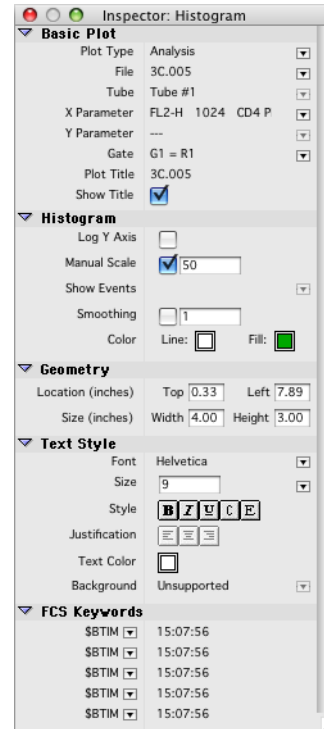 Inspector: Histogram
Basic Plot
Plot Type Analysis
File 3C.005
Tube Tube #1
X Parameter FL2-H 1024 CD4 P
Y Parameter ---
Gate G1 = R1
Plot Title 3C.005
Show Title
Histogram
Log Y Axis
Manual Scale 50
Show Events
Smoothing 1
Color Line: Fill:
Geometry
Location (inches) Top 0.33 Left 7.89
Size (inches) Width 4.00 Height 3.00
Text Style
Font Helvetica
Size 9
Style B I U C E
Justification
Text Color
Background Unsupported
FCS Keywords
$BTIM 15:07:56
$BTIM 15:07:56
$BTIM 15:07:56
$BTIM 15:07:56
$BTIM 15:07:56